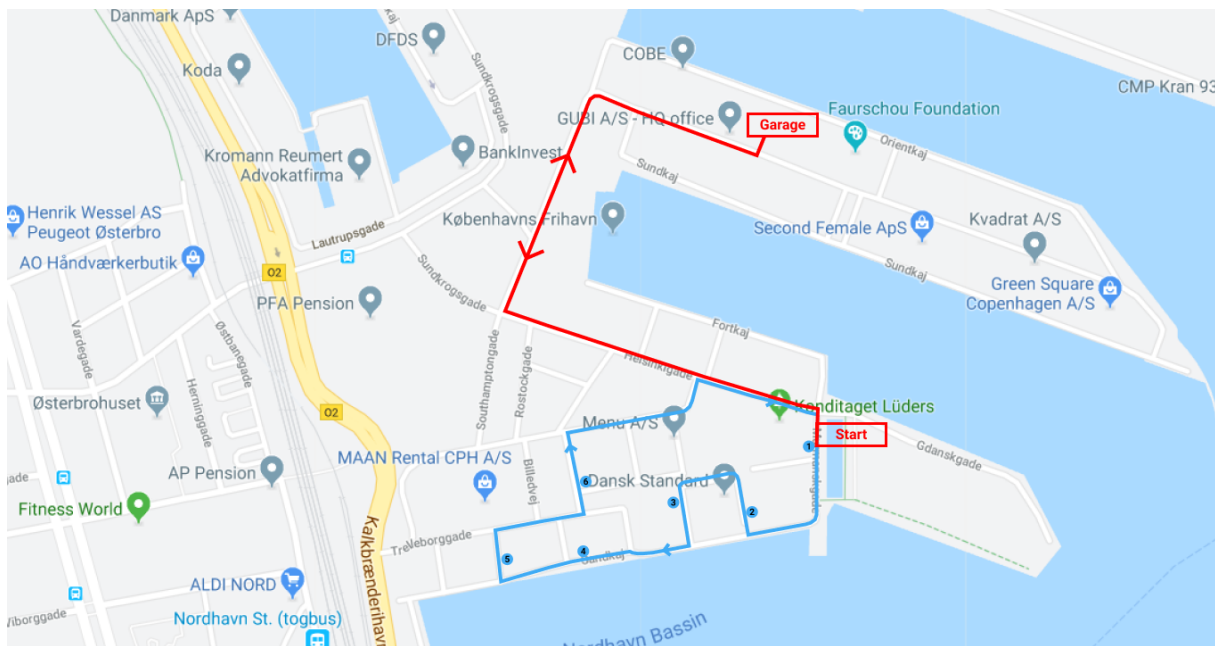 Danmark ApS
DFDS
Koda
COBE
CMP Kran 93
Sundkrogsgade
GUBI A/S - HQ office
Garage
Faurschou Foundation
Orientkaj
Kromann Reumert
Advokatfirma
BankInvest
Sundkaj
Henrik Wessel AS
Peugeot Østerbro
Københavns Frihavn
Second Female ApS
Kvadrat A/S
Lautrupsgade
AO Håndværkerbutik
O2
Sundkrogsgade
Sundkaj
Green Square
Copenhagen A/S
PFA Pension
Vardegade
Østbanegade
Fortkaj
Helsinkigade
Southamptongade
Rostockgade
Herninggade
Østerbrohuset
O2
Konditaget Lüders
Menu A/S
Start
1
Gdanskgade
MAAN Rental CPH A/S
Billedvej
AP Pension
6
Dansk Standard
3
2
Fitness World
Treveborggade
5
4
Sandkaj
ALDI NORD
Nordhavn St. (togbus)
Viborggade
Nordhavn Bassin